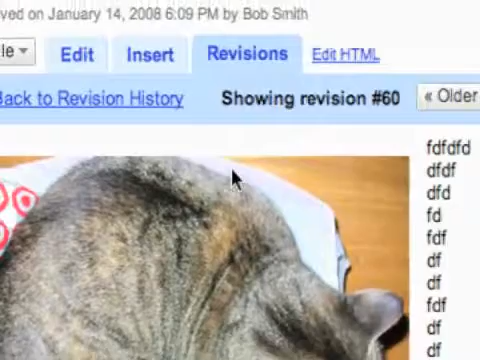 ved on January 14, 2008 6:09 PM by Bob Smith
le Edit Insert Revisions Edit HTML
Back to Revision History Showing revision #60 « Older
fdfdfd
dfdf
dfd
fd
fdf
df
df
fdf
df
df